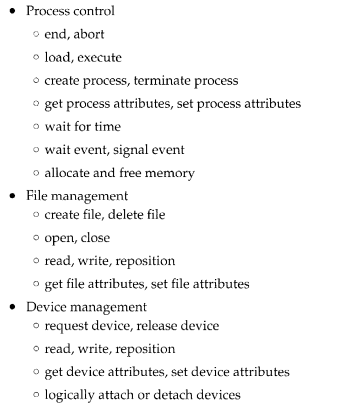 • Process control
○ end, abort
○ load, execute
○ create process, terminate process
○ get process attributes, set process attributes
○ wait for time
○ wait event, signal event
○ allocate and free memory
• File management
○ create file, delete file
○ open, close
○ read, write, reposition
○ get file attributes, set file attributes
• Device management
○ request device, release device
○ read, write, reposition
○ get device attributes, set device attributes
○ logically attach or detach devices